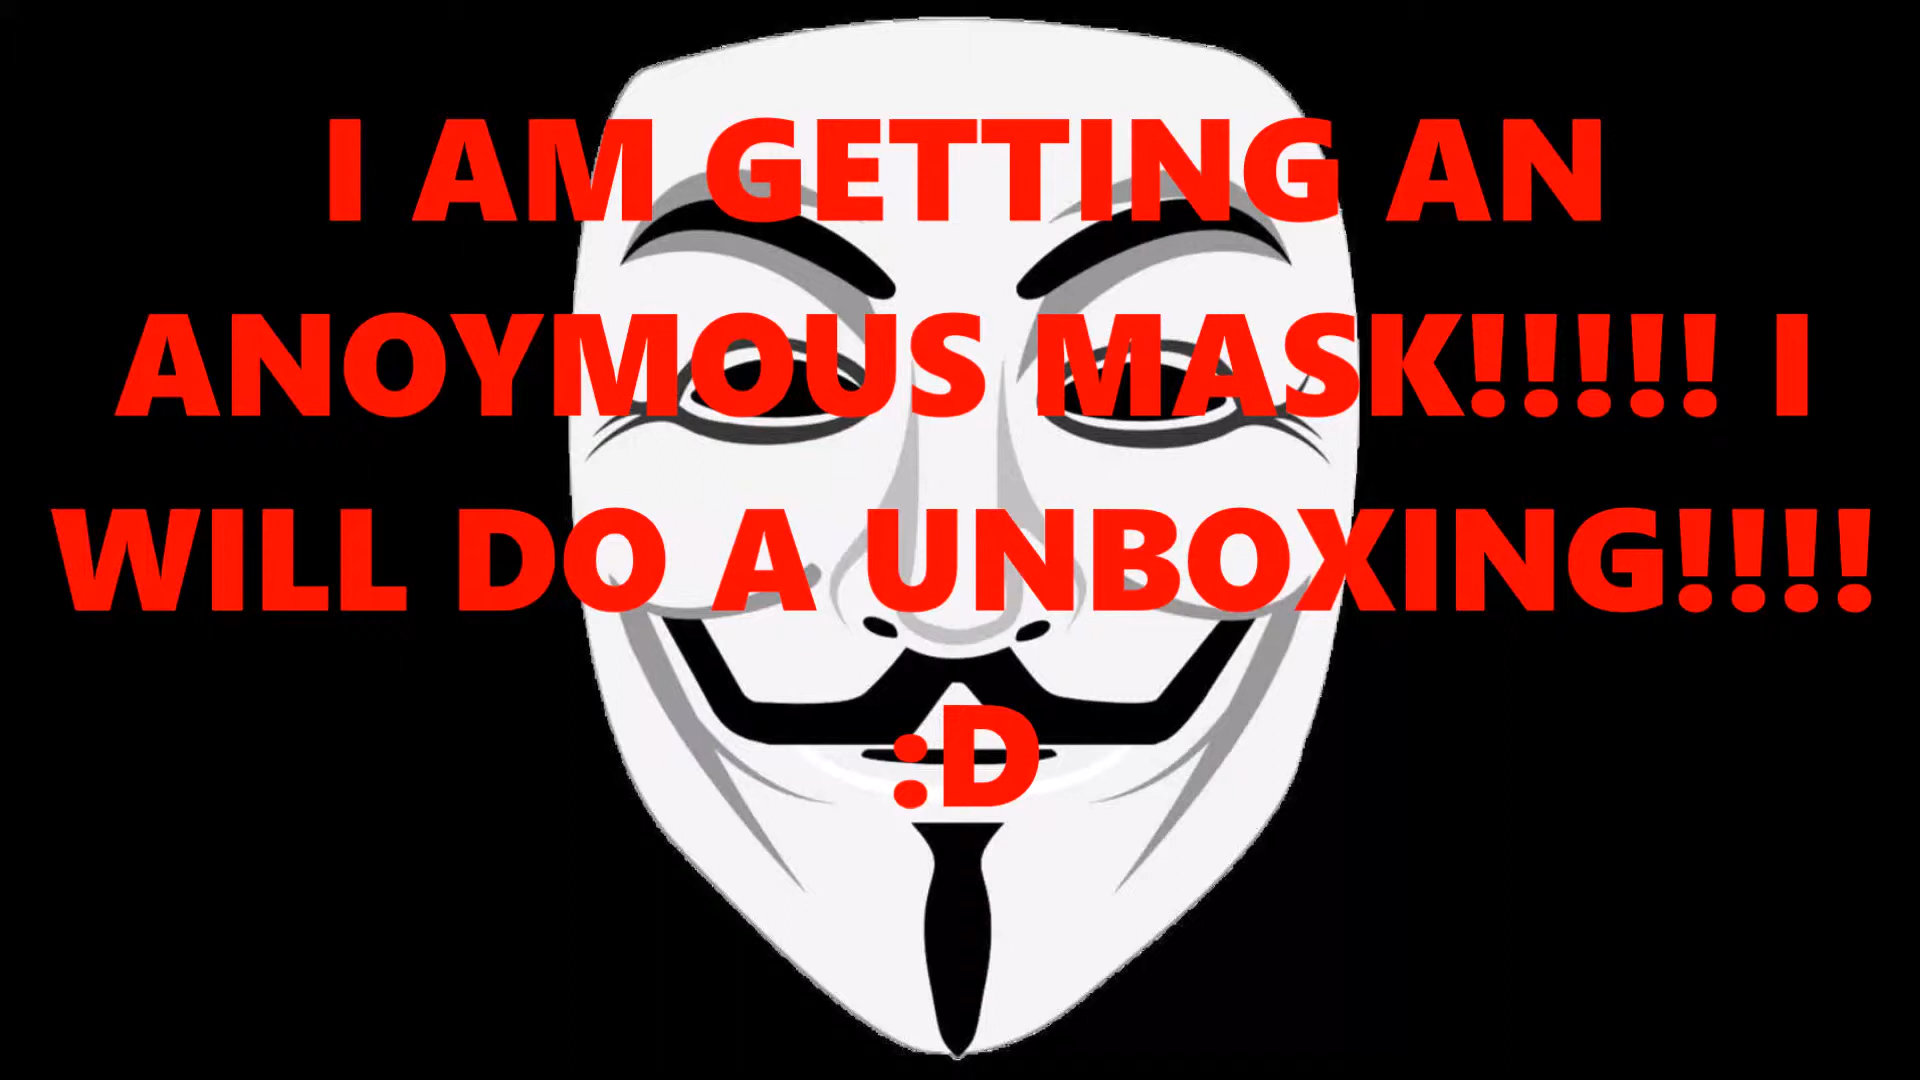 I AM GETTING AN
ANOYMOUS MASK!!!!! I
WILL DO A UNBOXING!!!!
:D